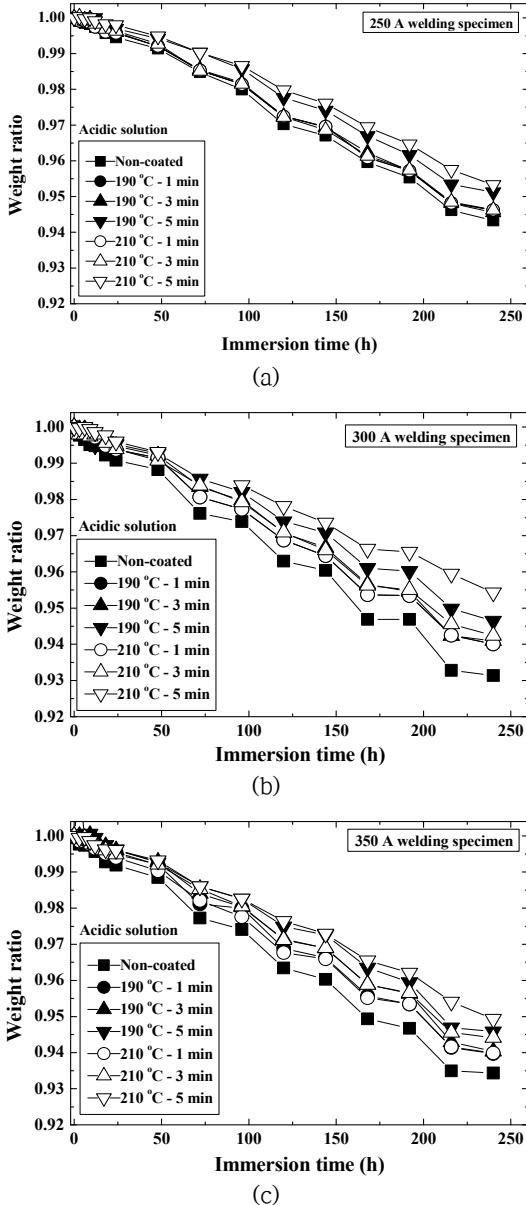 1.00
0.99
0.98
0.97
0.96
0.95
0.94
0.93
0.92
Weight ratio
250 A welding specimen
Acidic solution
Non-coated
190 °C - 1 min
190 °C - 3 min
190 °C - 5 min
210 °C - 1 min
210 °C - 3 min
210 °C - 5 min
0 50 100 150 200 250
Immersion time (h)
(a)
1.00
0.99
0.98
0.97
0.96
0.95
0.94
0.93
0.92
Weight ratio
300 A welding specimen
Acidic solution
Non-coated
190 °C - 1 min
190 °C - 3 min
190 °C - 5 min
210 °C - 1 min
210 °C - 3 min
210 °C - 5 min
0 50 100 150 200 250
Immersion time (h)
(b)
1.00
0.99
0.98
0.97
0.96
0.95
0.94
0.93
0.92
Weight ratio
350 A welding specimen
Acidic solution
Non-coated
190 °C - 1 min
190 °C - 3 min
190 °C - 5 min
210 °C - 1 min
210 °C - 3 min
210 °C - 5 min
0 50 100 150 200 250
Immersion time (h)
(c)